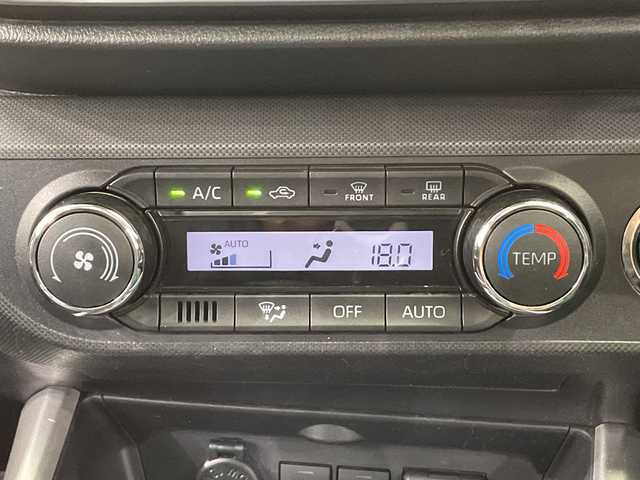 A/C
FRONT
REAR
AUTO
18.0
TEMP
OFF
AUTO